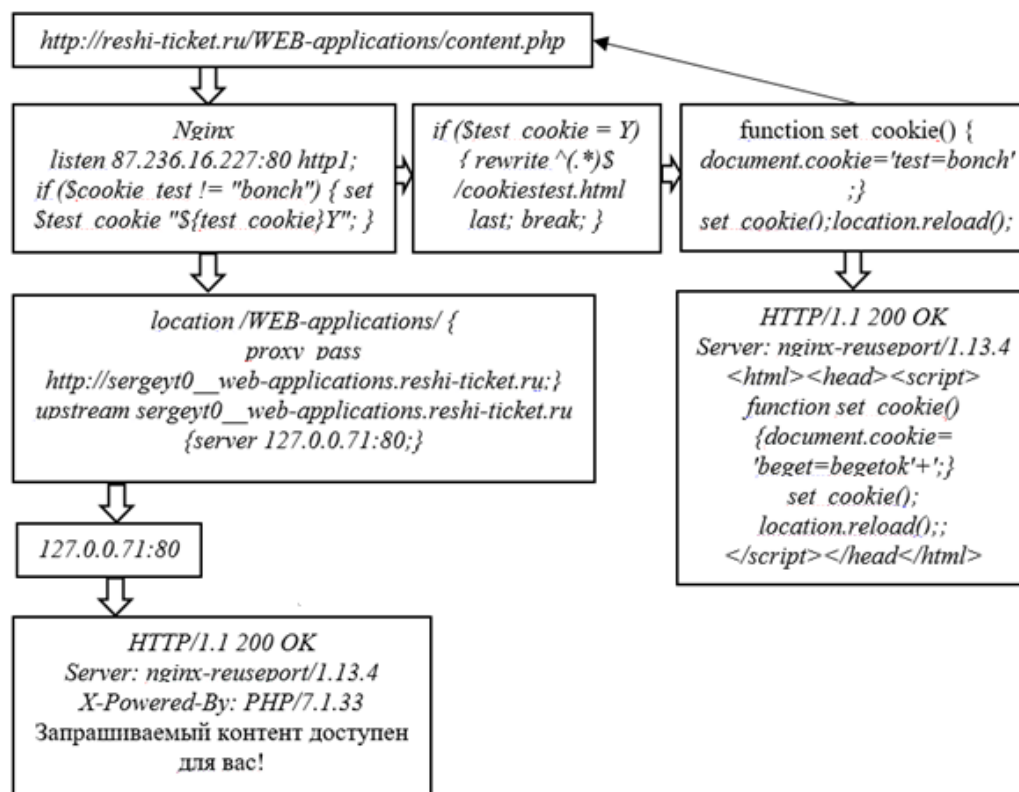 http://reshi-ticket.ru/WEB-applications/content.php
Nginx
listen 87.236.16.227:80 http1;
if ($cookie_test != "bonch") { set
$test_cookie "${test_cookie}Y"; }
if ($test_cookie = Y)
{ rewrite ^(.*)$
/cookiestest.html
last; break; }
function set_cookie() {
document.cookie='test=bonch'
;}
set_cookie();location.reload();
location /WEB-applications/ {
proxy_pass
http://sergeyt0__web-applications.reshi-ticket.ru;}
upstream sergeyt0__web-applications.reshi-ticket.ru
{server 127.0.0.71:80;}
HTTP/1.1 200 OK
Server: nginx-reuseport/1.13.4
<html><head><script>
function set_cookie()
{document.cookie=
'beget=begetok'+';}
set_cookie();
location.reload();;
</script></head</html>
127.0.0.71:80
HTTP/1.1 200 OK
Server: nginx-reuseport/1.13.4
X-Powered-By: PHP/7.1.33
Запрашиваемый контент доступен
для вас!